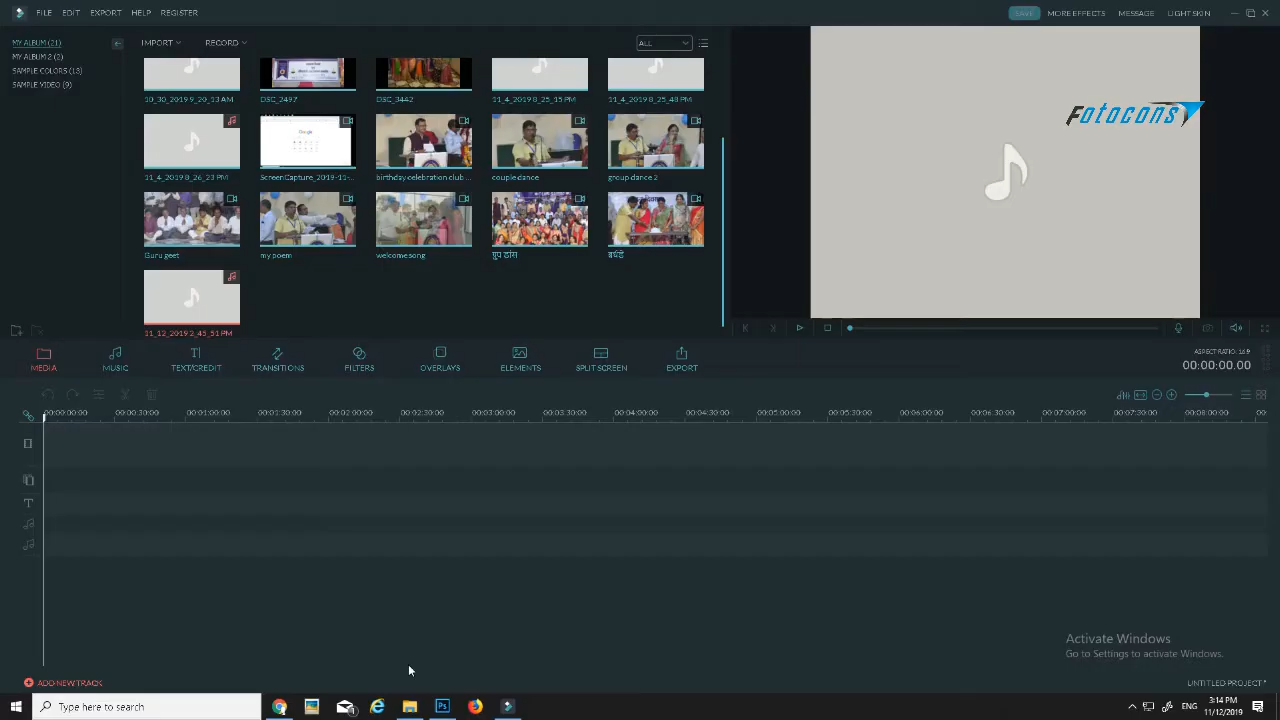 FILE EDIT EXPORT HELP REGISTER
SAVE MORE EFFECTS MESSAGE LIGHT SKIN
MY ALBUM (21)
MY ALBUM 2 (2)
SAMPLE COLORS (13)
SAMPLE VIDEO (9)
IMPORT RECORD ALL
10_30_2019 9_20_13 AM DSC_2497 DSC_3442 11_4_2019 8_25_15 PM 11_4_2019 8_25_48 PM
Google
11_4_2019 8_26_23 PM ScreenCapture_2019-11-... birthday celebration club ... couple dance group dance 2
Guru geet my poem welcome song ग्रुप डांस बर्थडे
11_12_2019 2_45_51 PM
Fotocons
MEDIA MUSIC TEXT/CREDIT TRANSITIONS FILTERS OVERLAYS ELEMENTS SPLIT SCREEN EXPORT
ASPECT RATIO: 16:9
00:00:00.00
00:00:00:00 00:00:30:00 00:01:00:00 00:01:30:00 00:02:00:00 00:02:30:00 00:03:00:00 00:03:30:00 00:04:00:00 00:04:30:00 00:05:00:00 00:05:30:00 00:06:00:00 00:06:30:00 00:07:00:00 00:07:30:00 00:08:00:00 00:
Activate Windows
Go to Settings to activate Windows.
ADD NEW TRACK UNTITLED PROJECT*
Type here to search
ENG
3:14 PM
11/12/2019